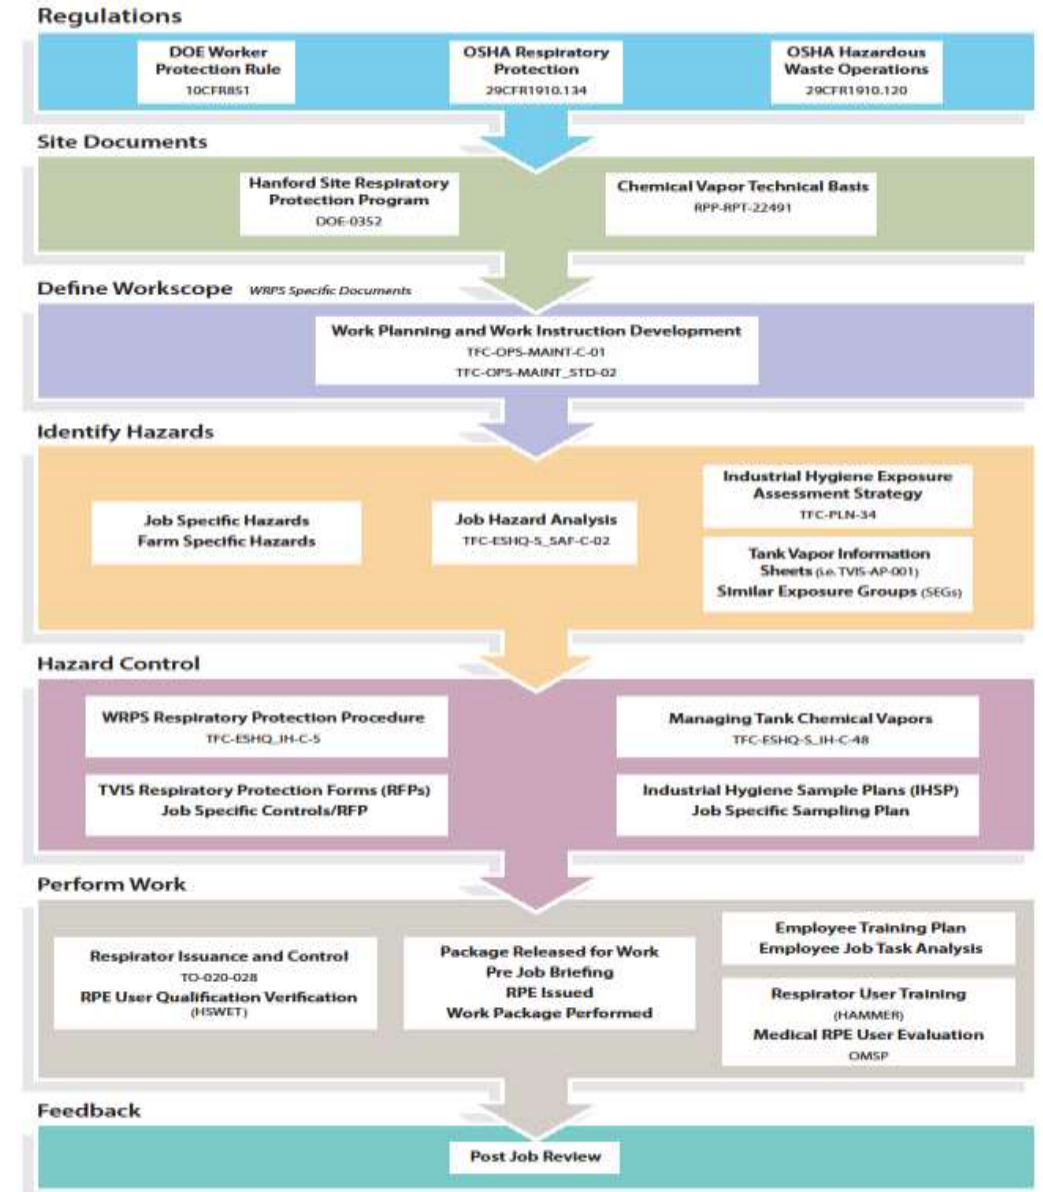 Regulations
DOE Worker
Protection Rule
10CFR851
OSHA Respiratory
Protection
29CFR1910.134
OSHA Hazardous
Waste Operations
29CFR1910.120
Site Documents
Hanford Site Respiratory
Protection Program
DOE-0352
Chemical Vapor Technical Basis
RPP-RPT-22491
Define Workscope WRPS Specific Documents
Work Planning and Work Instruction Development
TFC-OPS-MAINT-C-01
TFC-OPS-MAINT_STD-02
Identify Hazards
Job Specific Hazards
Farm Specific Hazards
Job Hazard Analysis
TFC-ESHQ-S_SAF-C-02
Industrial Hygiene Exposure
Assessment Strategy
TFC-PLN-34
Tank Vapor Information
Sheets (i.e. TVIS-AP-001)
Similar Exposure Groups (SEGs)
Hazard Control
WRPS Respiratory Protection Procedure
TFC-ESHQ_IH-C-5
TVIS Respiratory Protection Forms (RFPs)
Job Specific Controls/RFP
Managing Tank Chemical Vapors
TFC-ESHQ-S_IH-C-48
Industrial Hygiene Sample Plans (IHSP)
Job Specific Sampling Plan
Perform Work
Respirator Issuance and Control
TO-020-028
RPE User Qualification Verification
(HSWET)
Package Released for Work
Pre Job Briefing
RPE Issued
Work Package Performed
Employee Training Plan
Employee Job Task Analysis
Respirator User Training
(HAMMER)
Medical RPE User Evaluation
OMSP
Feedback
Post Job Review